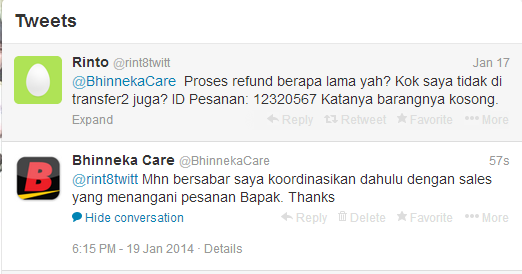 Tweets
Rinto @rint8twitt Jan 17
@BhinnekaCare Proses refund berapa lama yah? Kok saya tidak di
transfer2 juga? ID Pesanan: 12320567 Katanya barangnya kosong.
Expand Reply Retweet Favorite More
B
Bhinneka Care @BhinnekaCare 57s
@rint8twitt Mhn bersabar saya koordinasikan dahulu dengan sales
yang menangani pesanan Bapak. Thanks
Hide conversation Reply Delete Favorite More
6:15 PM - 19 Jan 2014 · Details